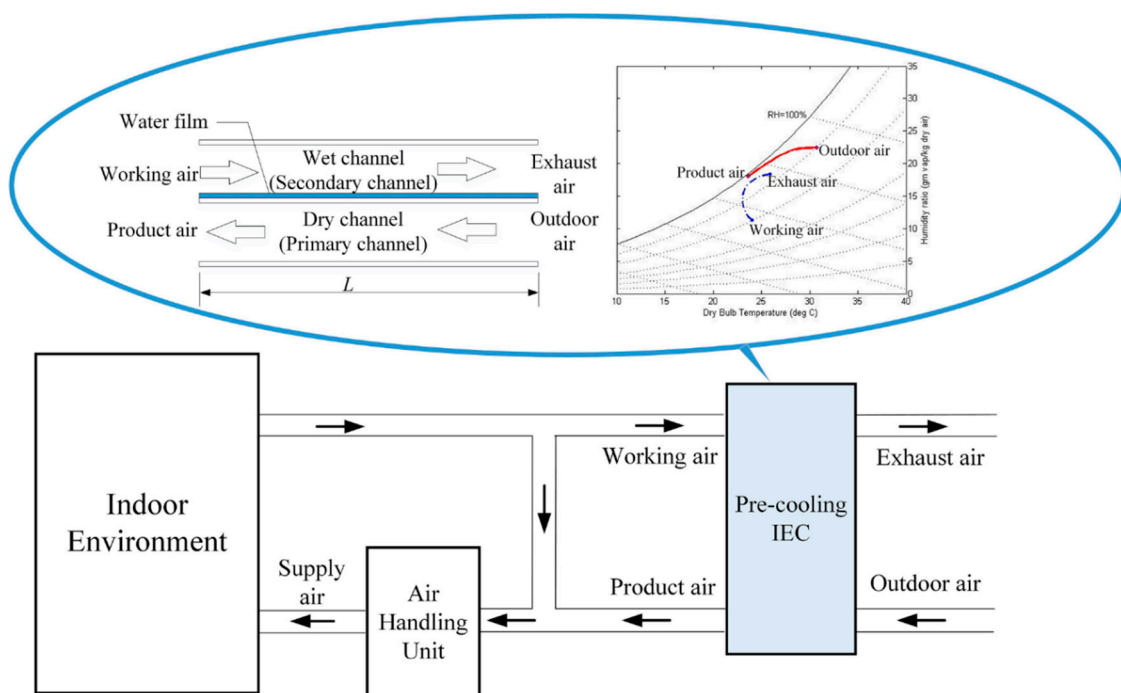 Water film
Working air
Wet channel
(Secondary channel)
Exhaust
air
Product air
Dry channel
(Primary channel)
Outdoor
air
L
RH=100%
Outdoor air
Product air
Exhaust air
Working air
35
30
25
20
15
10
5
0
Humidity ratio (gm vap/kg dry air)
10
15
20
25
30
35
40
Dry Bulb Temperature (deg C)
Indoor
Environment
Working air
Exhaust air
Pre-cooling
IEC
Supply
air
Air
Handling
Unit
Product air
Outdoor air